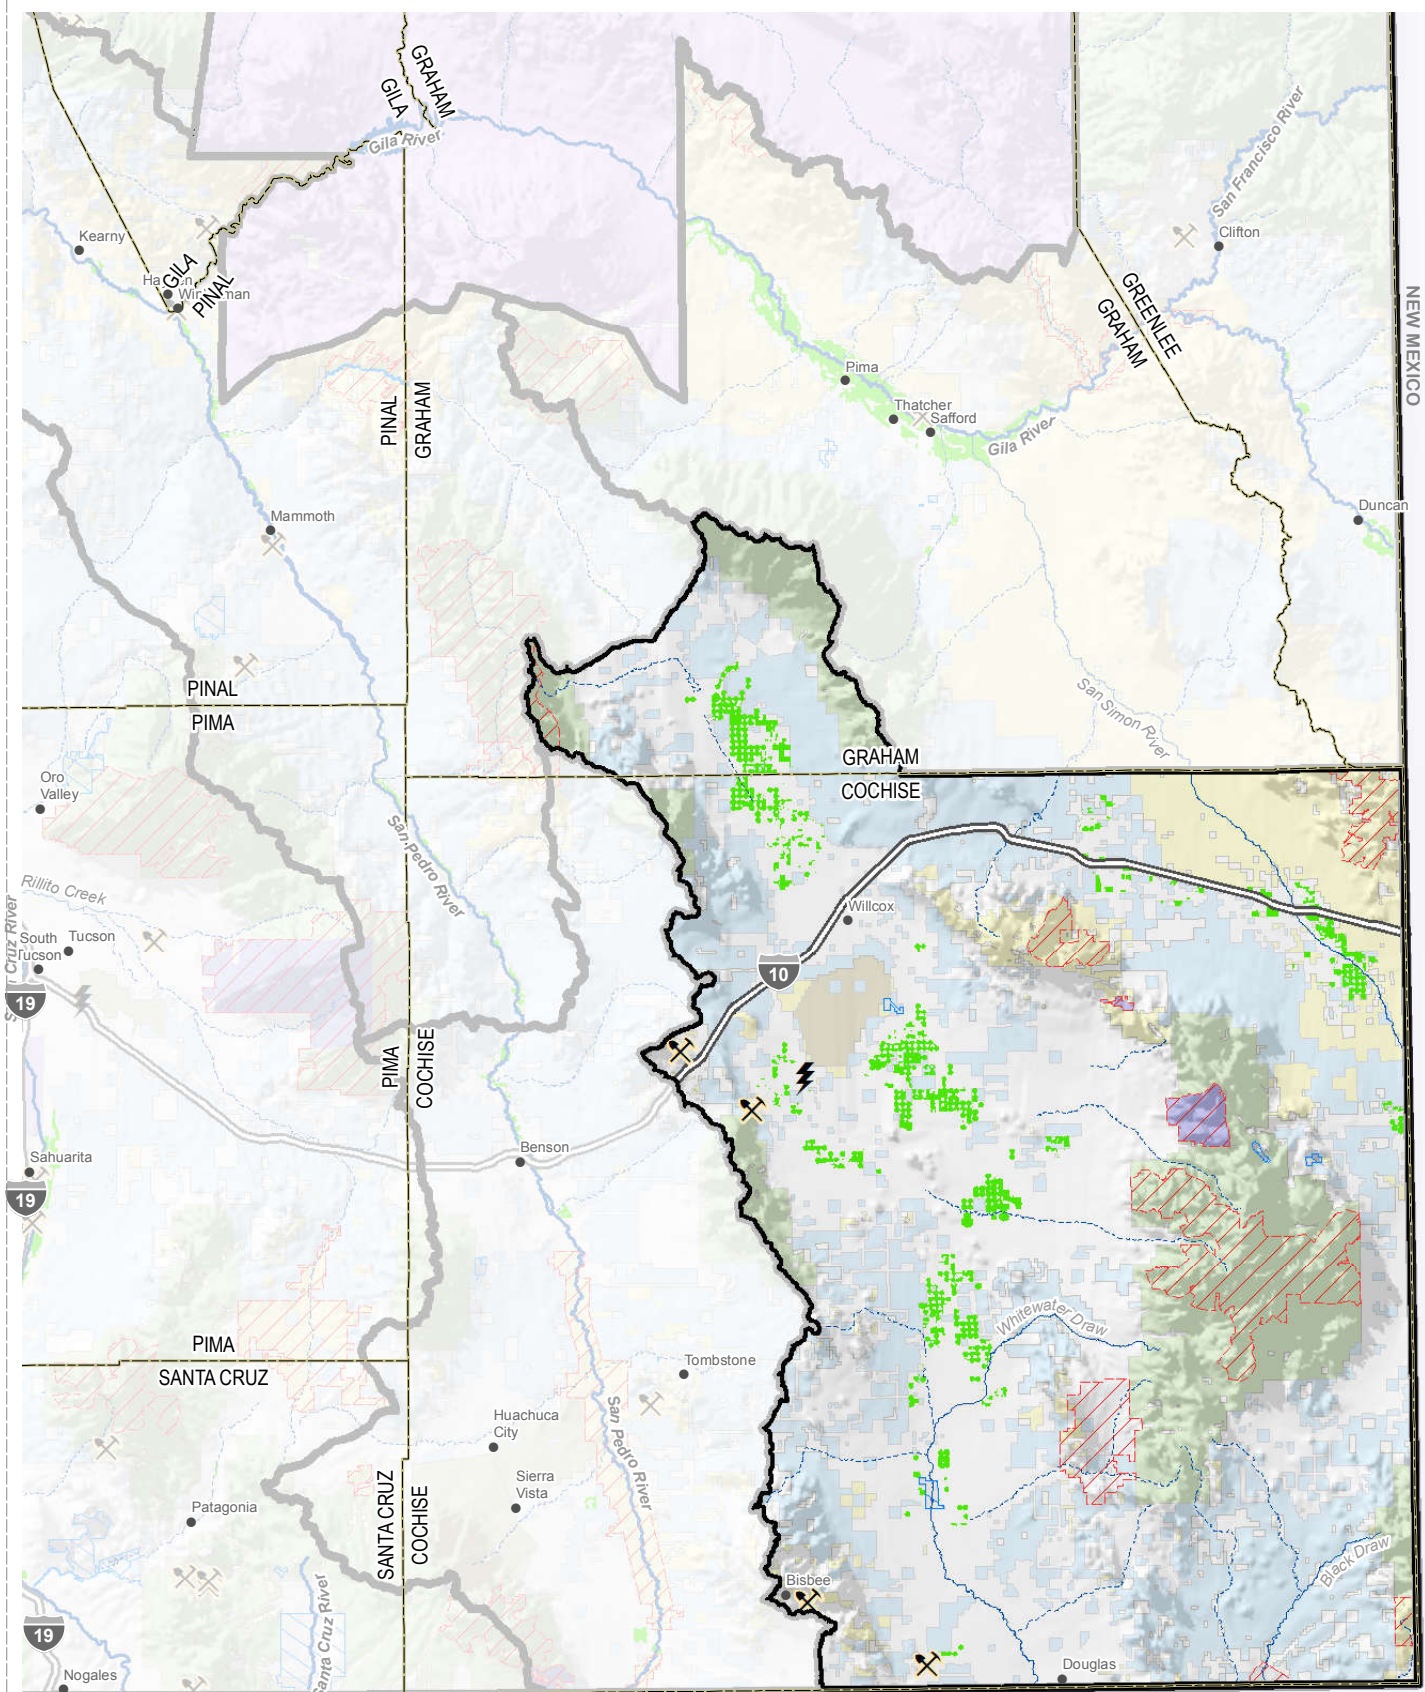 GRAHAM
GILA
Gila River
San Francisco River
Kearny
Clifton
GILA
PINAL
GREENLEE
GRAHAM
NEW MEXICO
Pima
PINAL
GRAHAM
Thatcher
Safford
Gila River
Mammoth
Duncan
PINAL
PIMA
San Simon River
GRAHAM
COCHISE
Oro
Valley
San Pedro River
Rillito Creek
Willcox
Cruz River
South
Tucson
Tucson
10
19
PIMA
COCHISE
Benson
Sahuarita
19
Whitewater Draw
PIMA
SANTA CRUZ
Tombstone
Huachuca
City
San Pedro River
Sierra
Vista
SANTA CRUZ
COCHISE
Patagonia
Black Draw
Bisbee
Santa Cruz River
19
Nogales
Douglas